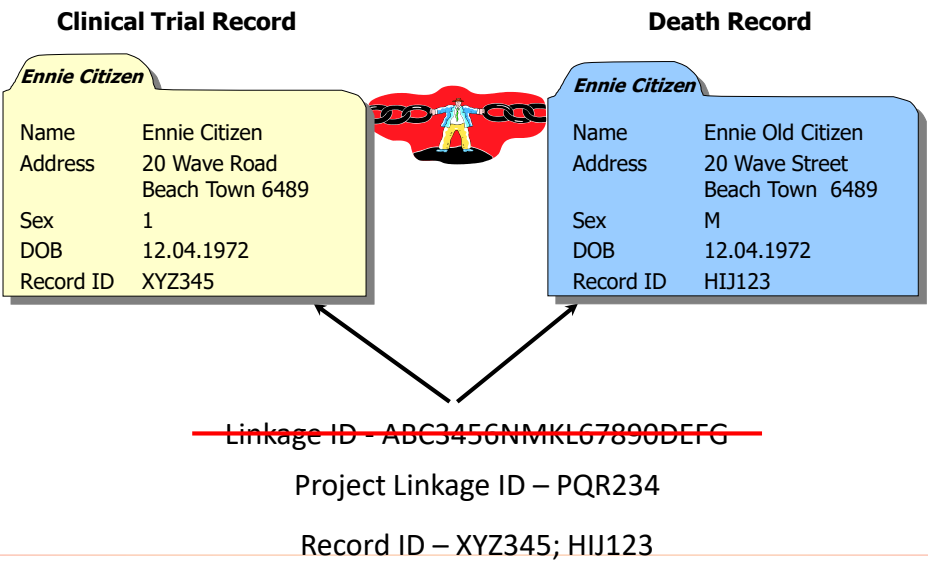 Clinical Trial Record
Ennie Citizen
Name Ennie Citizen
Address 20 Wave Road
Beach Town 6489
Sex 1
DOB 12.04.1972
Record ID XYZ345
Death Record
Ennie Citizen
Name Ennie Old Citizen
Address 20 Wave Street
Beach Town 6489
Sex M
DOB 12.04.1972
Record ID HIJ123
Linkage ID - ABC3456NMKL67890DEFG
Project Linkage ID – PQR234
Record ID – XYZ345; HIJ123